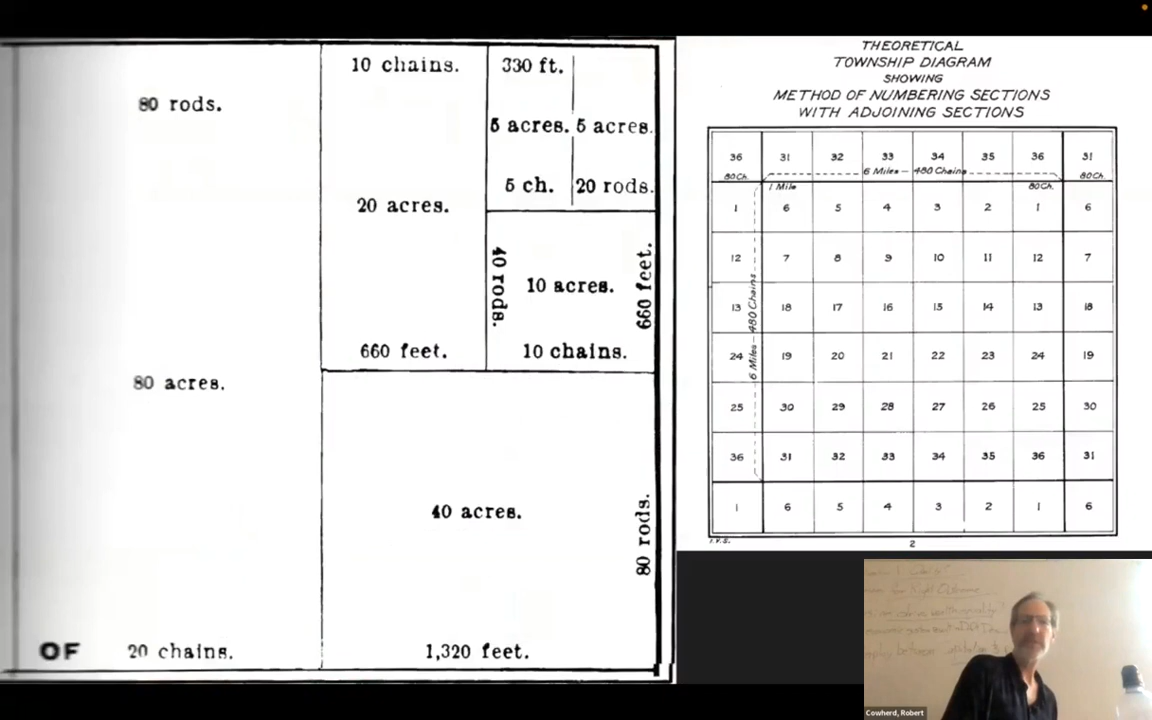 80 rods.
80 acres.
OF 20 chains.
10 chains.
20 acres.
660 feet.
330 ft.
5 acres. 5 acres.
5 ch. 20 rods.
40 rods.
10 acres.
660 feet.
10 chains.
40 acres.
80 rods.
1,320 feet.
THEORETICAL
TOWNSHIP DIAGRAM
SHOWING
METHOD OF NUMBERING SECTIONS
WITH ADJOINING SECTIONS
36 31 32 33 34 35 36 31
80Ch. 6 Miles – 480 Chains 80Ch.
1 Mile 80Ch.
1 6 5 4 3 2 1 6
12 7 8 9 10 11 12 7
6 Miles – 480 Chains
13 18 17 16 15 14 13 18
24 19 20 21 22 23 24 19
25 30 29 28 27 26 25 30
36 31 32 33 34 35 36 31
1 6 5 4 3 2 1 6
2
Cowherd, Robert